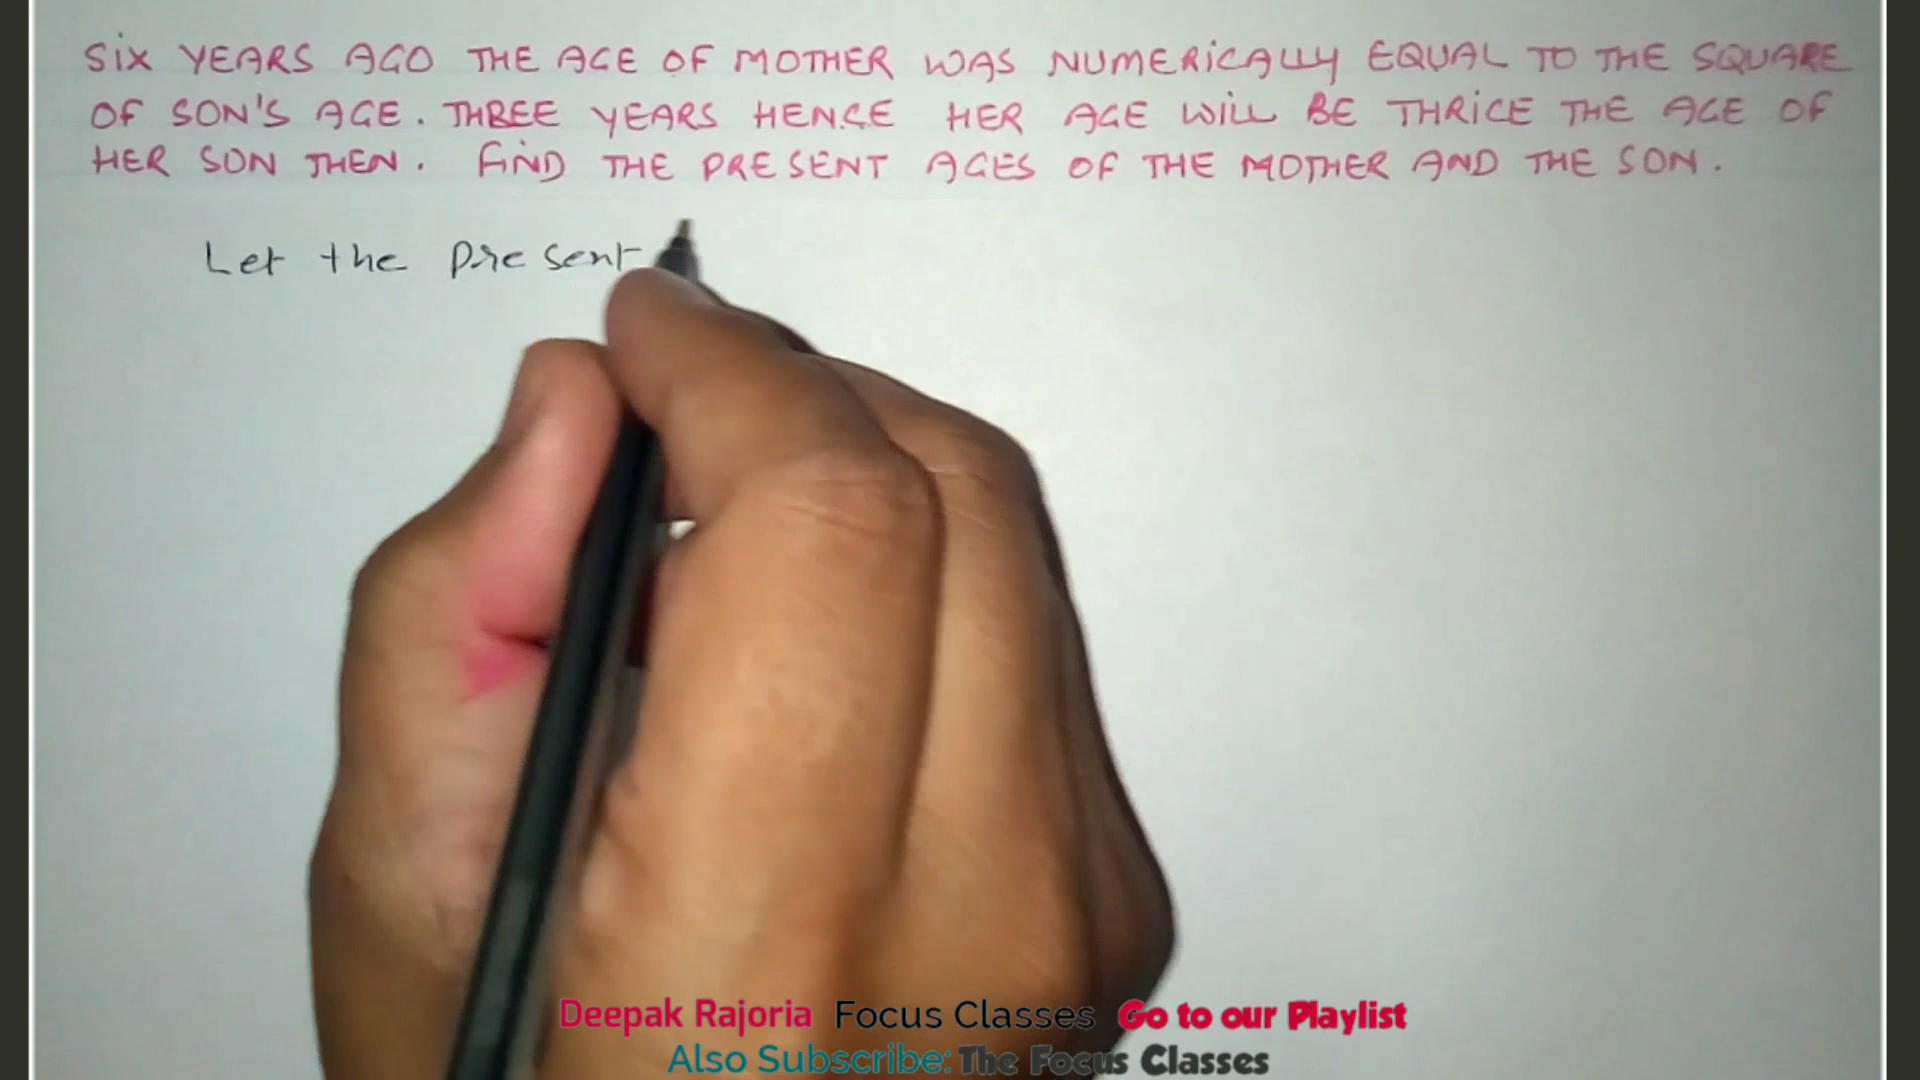 SiX YEARS AGO THE AGE OF MOTHER WAS NUMERiCALLY EQUAL TO THE SQUARE
OF SON'S AGE. THREE YEARS HENCE HER AGE WiLL BE THRiCE THE AGE OF
HER SON THEN. FiND THE PRESENT AGES OF THE MOTHER AND THE SON.
Let the present
Deepak Rajoria Focus Classes Go to our Playlist
Also Subscribe: The Focus Classes